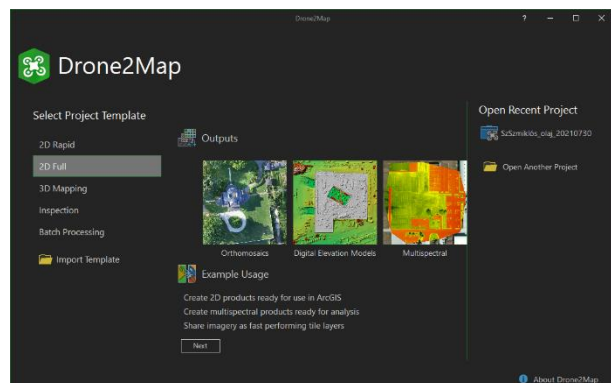 Drone2Map
?
Drone2Map
Select Project Template
2D Rapid
2D Full
3D Mapping
Inspection
Batch Processing
Import Template
Outputs
Orthomosaics
Digital Elevation Models
Multispectral
Example Usage
Create 2D products ready for use in ArcGIS
Create multispectral products ready for analysis
Share imagery as fast performing tile layers
Next
Open Recent Project
SzSzmiklós_olaj_20210730
Open Another Project
About Drone2Map